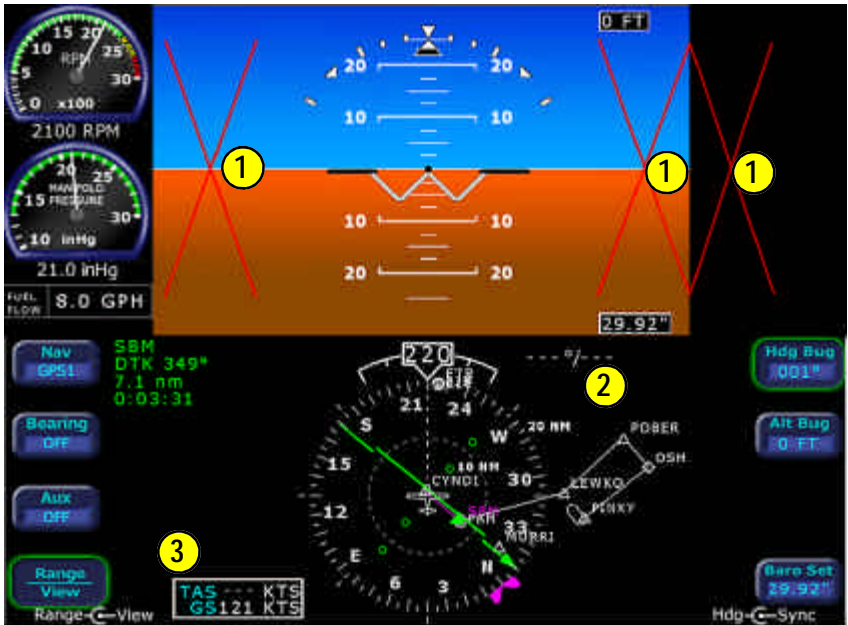 15 20
10 25
RPM
5 30
0 x100
2100 RPM
20
25
MANIFOLD
PRESSURE
15 30
10 inHg
21.0 inHg
FUEL
FLOW
8.0 GPH
0 FT
20 20
10 10
1 1 1
10 10
20 20
29.92"
Nav
GPS1
SBM
DTK 349°
7.1 nm
0:03:31
Bearing
OFF
Aux
OFF
Range
View
Range View
3
TAS --- KTS
GS121 KTS
220
---°/---
2
21 24
S W
20 NM
15 30
10 NM
CYNDI
12 33
SBM
E N
6 3
MURRI
LEWKO
POBER
OSH
PINKY
Hdg Bug
001°
Alt Bug
0 FT
Baro Set
29.92"
Hdg Sync